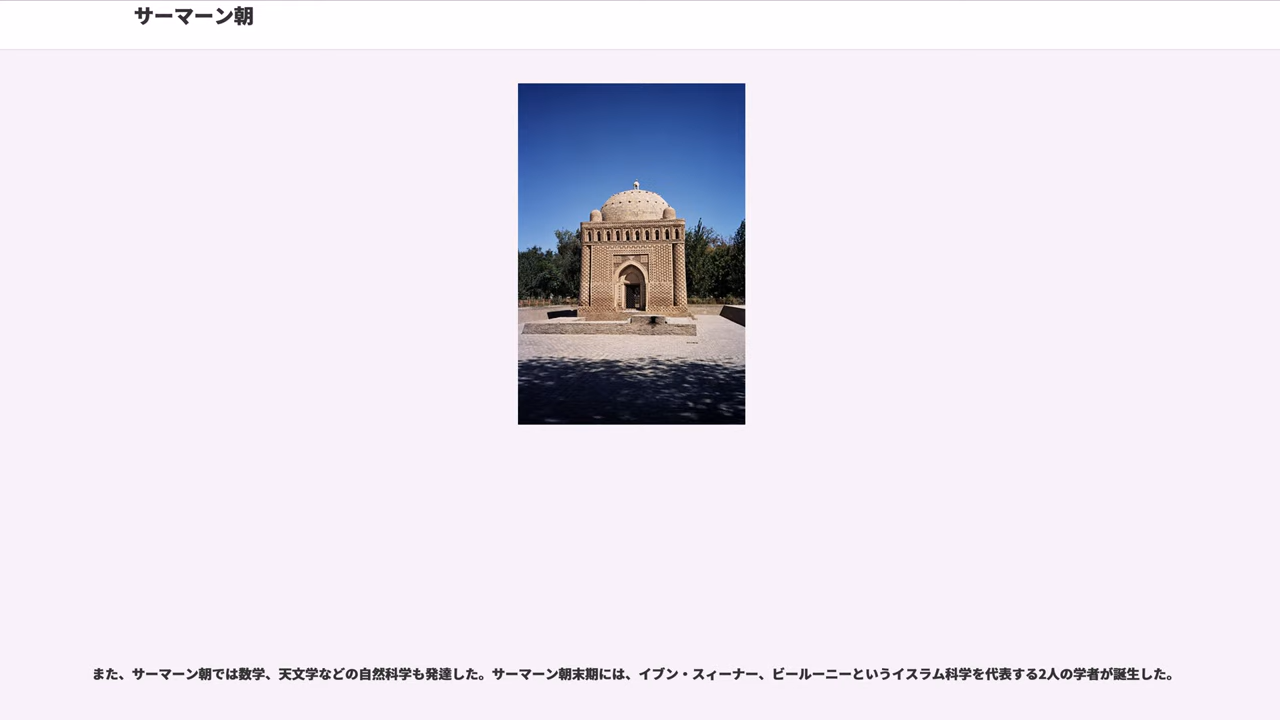 サーマーン朝
また、サーマーン朝では数学、天文学などの自然科学も発達した。サーマーン朝末期には、イブン・スィーナー、ビールーニーというイスラム科学を代表する2人の学者が誕生した。